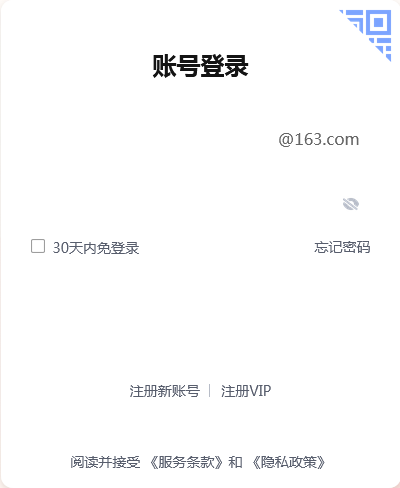 账号登录
@163.com
30天内免登录 忘记密码
注册新账号 注册VIP
阅读并接受 《服务条款》和 《隐私政策》